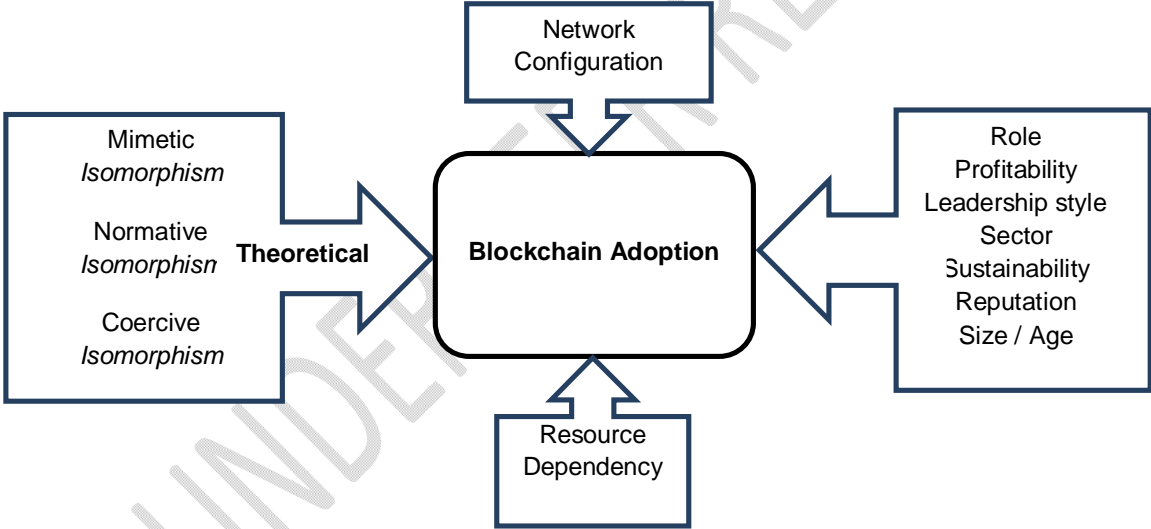 Network
Configuration
Mimetic
Isomorphism
Normative
Isomorphism
Coercive
Isomorphism
Theoretical
Blockchain Adoption
Role
Profitability
Leadership style
Sector
Sustainability
Reputation
Size / Age
Resource
Dependency
UNDER